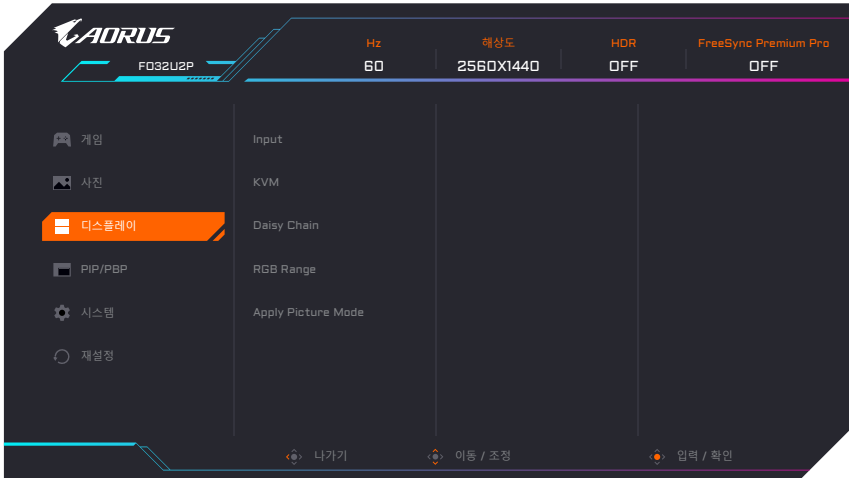 AORUS
FO32U2P
Hz 해상도 HDR FreeSync Premium Pro
60 2560X1440 OFF OFF
게임 Input
사진 KVM
디스플레이 Daisy Chain
PIP/PBP RGB Range
시스템 Apply Picture Mode
재설정
나가기 이동 / 조정 입력 / 확인